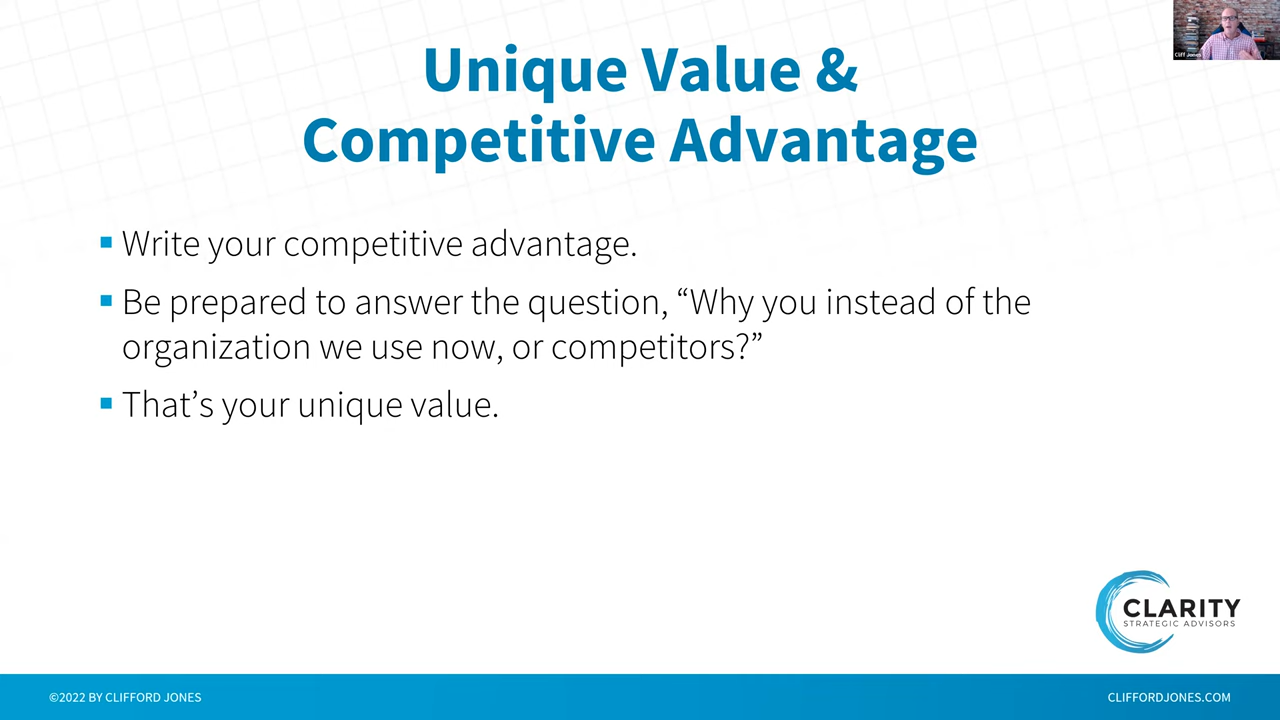 Cliff Jones
Unique Value &
Competitive Advantage
Write your competitive advantage.
Be prepared to answer the question, “Why you instead of the
organization we use now, or competitors?”
That’s your unique value.
CLARITY
STRATEGIC ADVISORS
©2022 BY CLIFFORD JONES
CLIFFORDJONES.COM